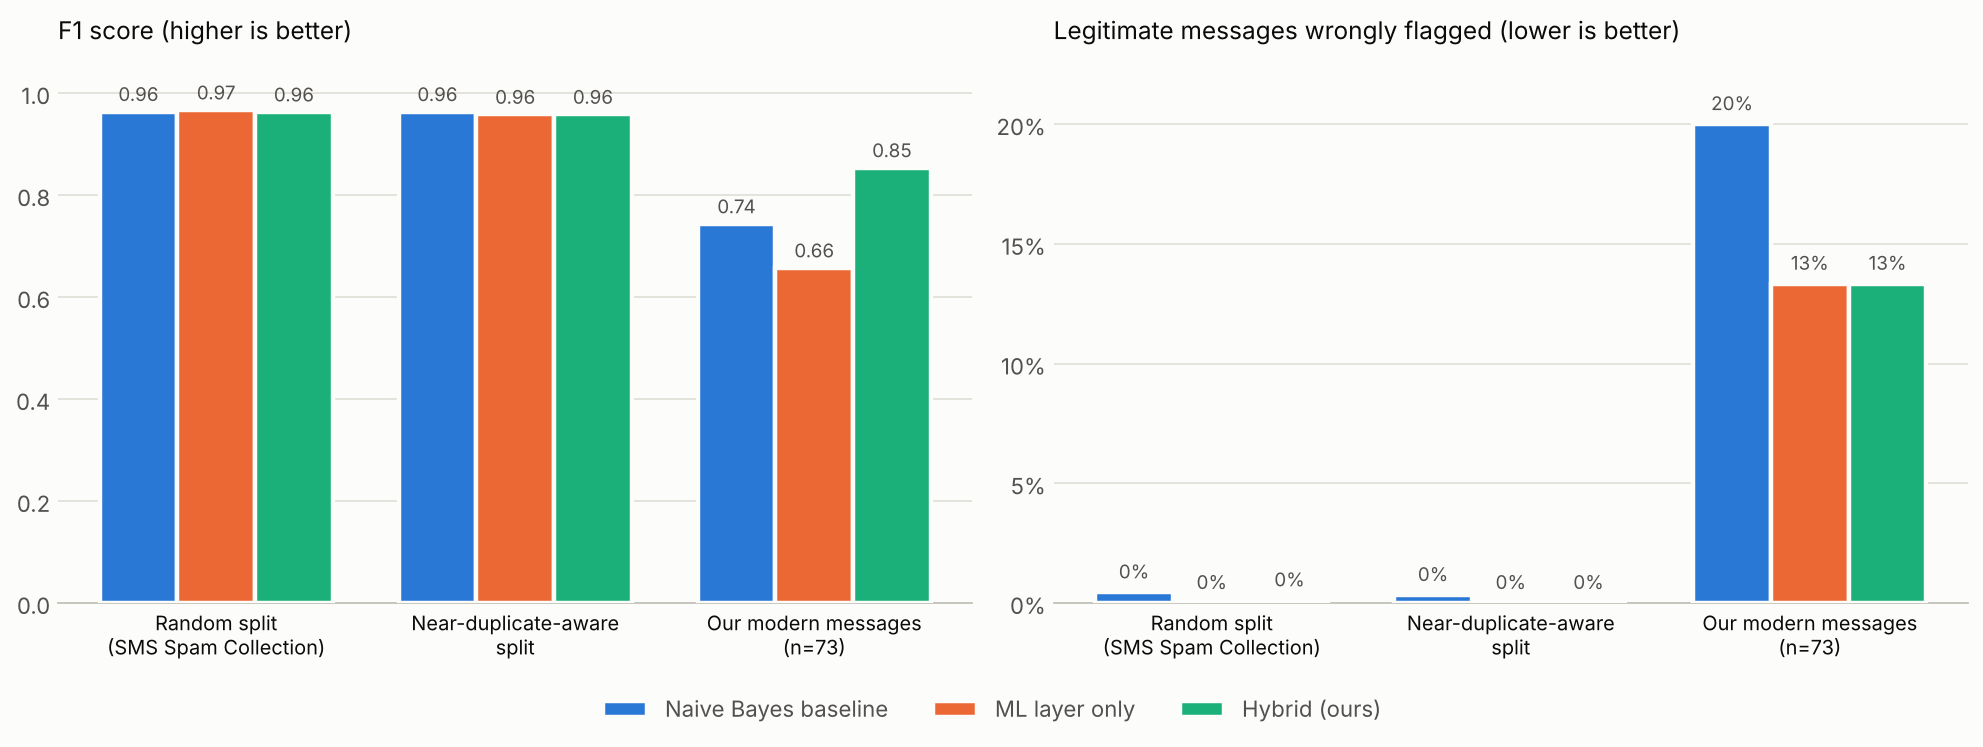 F1 score (higher is better)
1.0
0.8
0.6
0.4
0.2
0.0
0.96
0.97
0.96
0.96
0.96
0.96
0.74
0.66
0.85
Random split
(SMS Spam Collection)
Near-duplicate-aware
split
Our modern messages
(n=73)
Legitimate messages wrongly flagged (lower is better)
20%
15%
10%
5%
0%
0%
0%
0%
0%
0%
0%
20%
13%
13%
Random split
(SMS Spam Collection)
Near-duplicate-aware
split
Our modern messages
(n=73)
Naive Bayes baseline
ML layer only
Hybrid (ours)